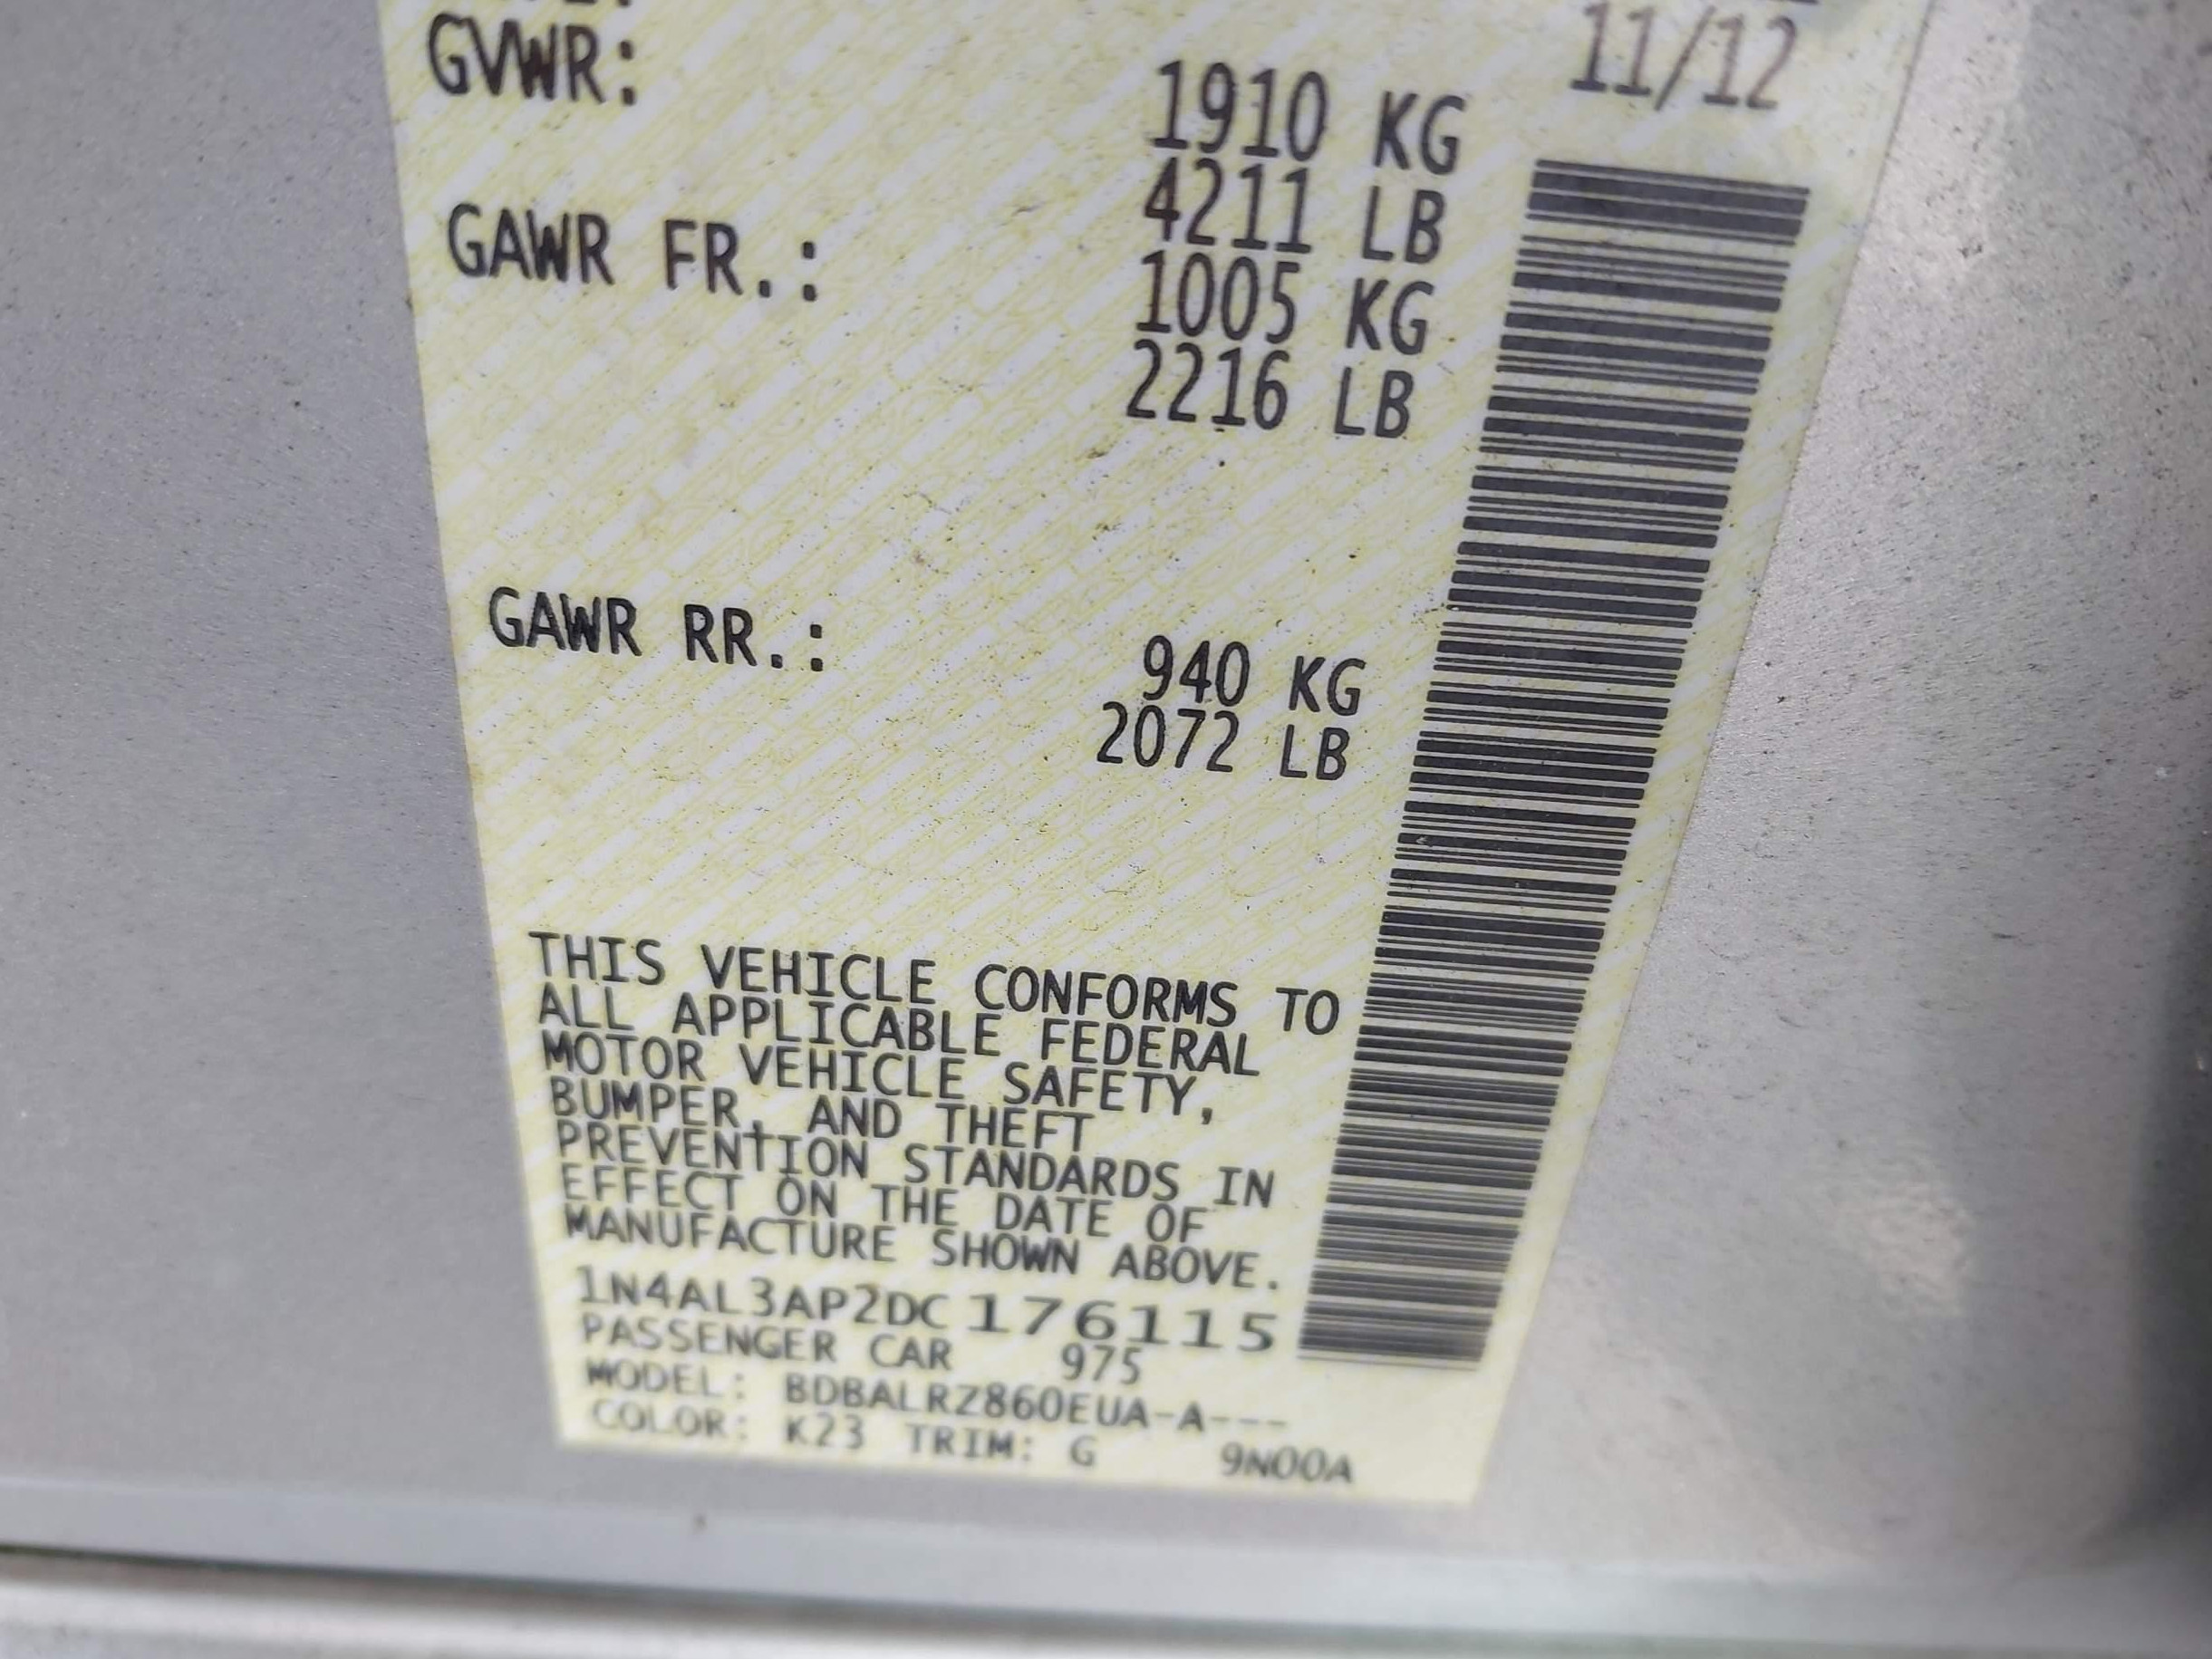 11/12
GVWR: 1910 KG
4211 LB
GAWR FR.: 1005 KG
2216 LB
GAWR RR.: 940 KG
2072 LB
THIS VEHICLE CONFORMS TO
ALL APPLICABLE FEDERAL
MOTOR VEHICLE SAFETY,
BUMPER, AND THEFT
PREVENTION STANDARDS IN
EFFECT ON THE DATE OF
MANUFACTURE SHOWN ABOVE.
1N4AL3AP2DC176115
PASSENGER CAR 975
MODEL: BDBALRZ860EUA-A---
COLOR: K23 TRIM: G 9N00A